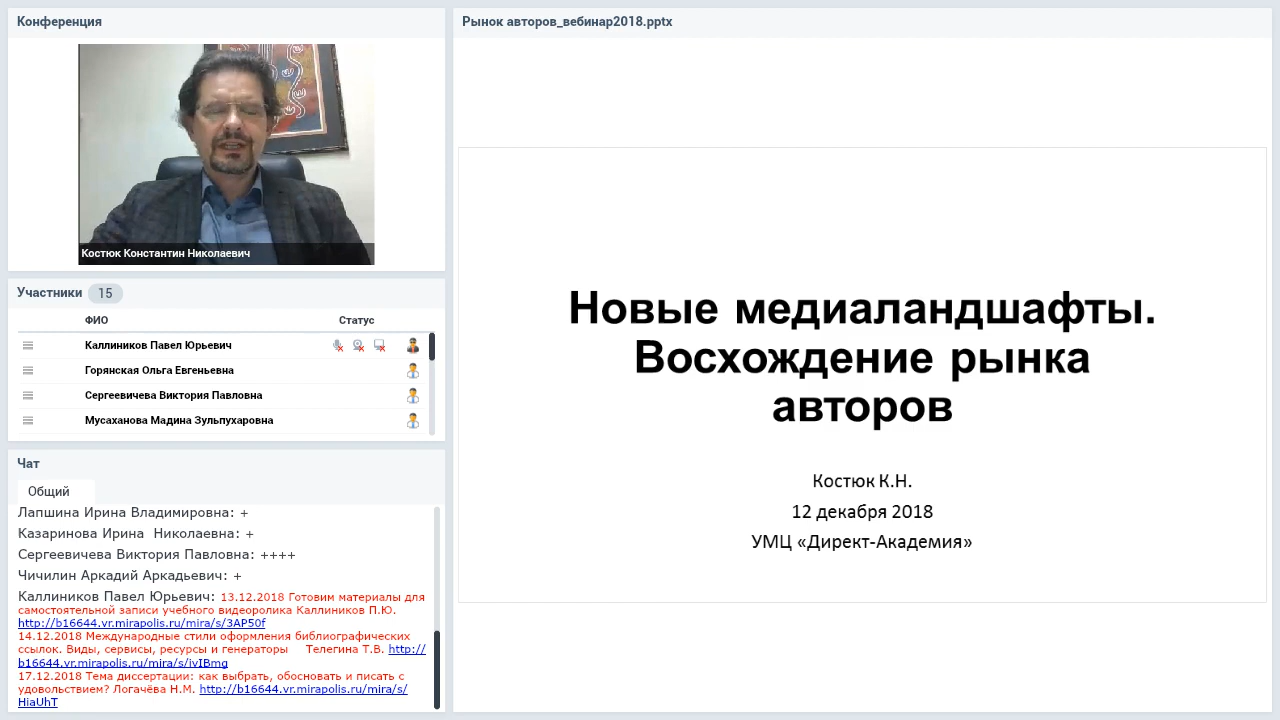 Конференция
Костюк Константин Николаевич
Участники 15
ФИО Статус
Каллиников Павел Юрьевич
Горянская Ольга Евгеньевна
Сергеевичева Виктория Павловна
Мусаханова Мадина Зульпухаровна
Чат
Общий
Лапшина Ирина Владимировна: +
Казаринова Ирина Николаевна: +
Сергеевичева Виктория Павловна: ++++
Чичилин Аркадий Аркадьевич: +
Каллиников Павел Юрьевич: 13.12.2018 Готовим материалы для
самостоятельной записи учебного видеоролика Каллиников П.Ю.
http://b16644.vr.mirapolis.ru/mira/s/3AP50f
14.12.2018 Международные стили оформления библиографических
ссылок. Виды, сервисы, ресурсы и генераторы Телегина Т.В. http://
b16644.vr.mirapolis.ru/mira/s/ivIBmg
17.12.2018 Тема диссертации: как выбрать, обосновать и писать с
удовольствием? Логачёва Н.М. http://b16644.vr.mirapolis.ru/mira/s/
HiaUhT
Рынок авторов_вебинар2018.pptx
Новые медиаландшафты.
Восхождение рынка
авторов
Костюк К.Н.
12 декабря 2018
УМЦ «Директ-Академия»